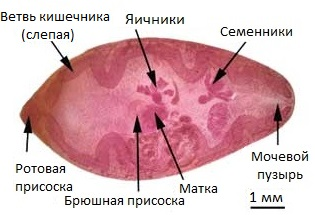 Ветвь кишечника
(слепая)
Яичники
Семенники
Ротовая
присоска
Брюшная присоска
Матка
Мочевой
пузырь
1 мм